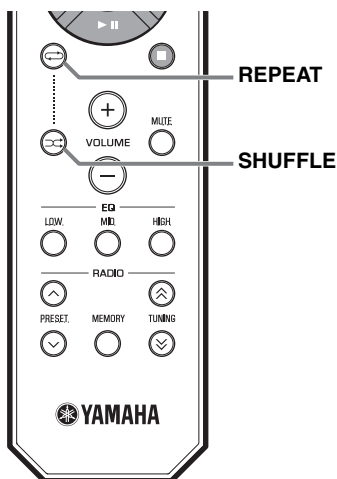 REPEAT
MUTE
VOLUME
SHUFFLE
EQ
LOW MID HIGH
RADIO
PRESET MEMORY TUNING
YAMAHA